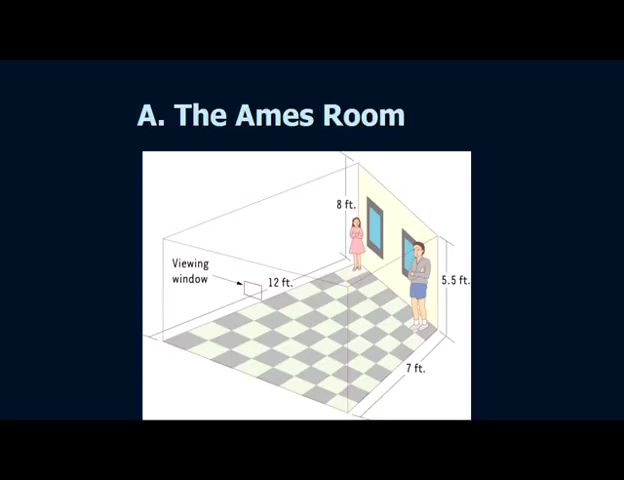 A. The Ames Room
8 ft.
Viewing
window
12 ft.
5.5 ft.
7 ft.